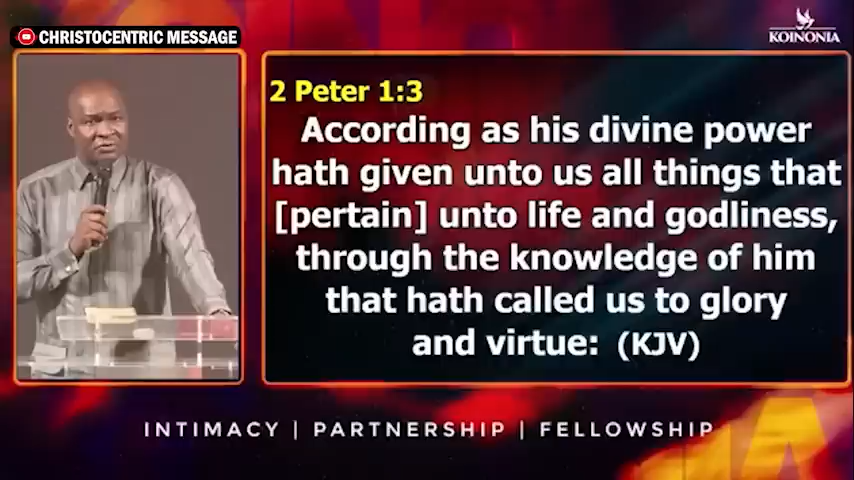 CHRISTOCENTRIC MESSAGE
KOINONIA
2 Peter 1:3
According as his divine power
hath given unto us all things that
[pertain] unto life and godliness,
through the knowledge of him
that hath called us to glory
and virtue: (KJV)
INTIMACY | PARTNERSHIP | FELLOWSHIP